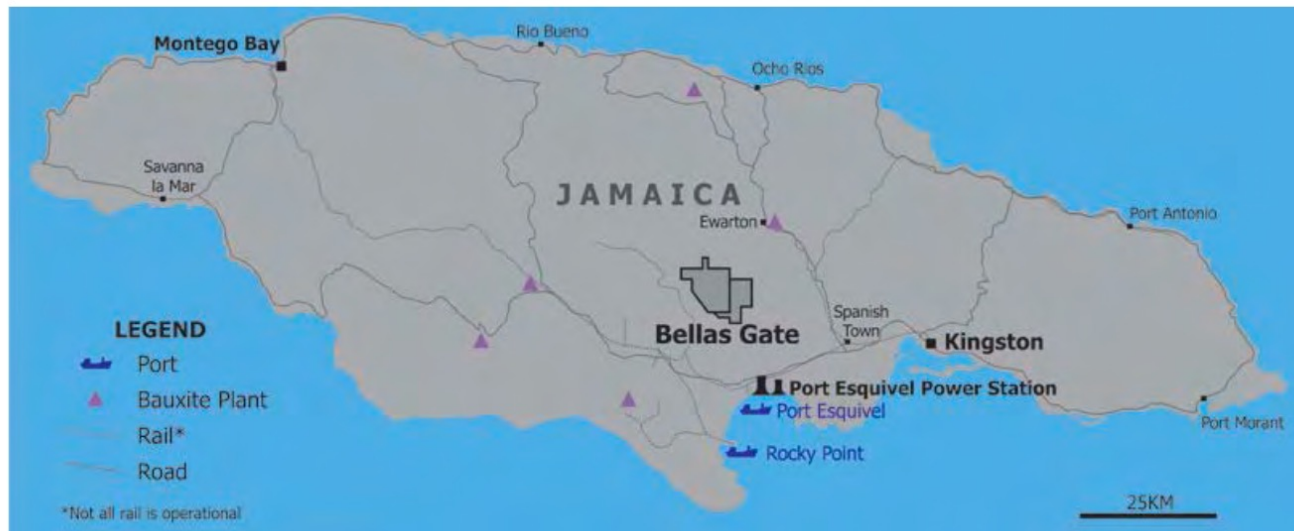 Montego Bay
Rio Bueno
Ocho Rios
Savanna
la Mar
JAMAICA
Ewarton
Port Antonio
Bellas Gate
Spanish
Town
Kingston
LEGEND
Port
Bauxite Plant
Rail*
Road
*Not all rail is operational
Port Esquivel Power Station
Port Esquivel
Rocky Point
Port Morant
25KM